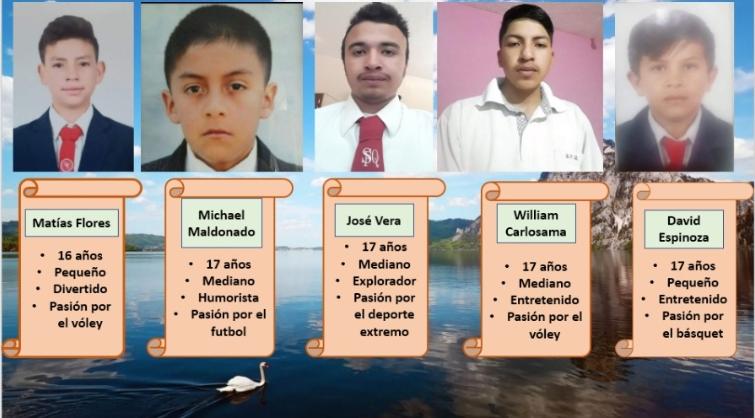 Matías Flores
• 16 años
• Pequeño
• Divertido
• Pasión por
el vóley
Michael
Maldonado
• 17 años
• Mediano
• Humorista
• Pasión por el
futbol
José Vera
• 17 años
• Mediano
• Explorador
• Pasión por
el deporte
extremo
William
Carlosama
• 17 años
• Mediano
• Entretenido
• Pasión por el
vóley
David
Espinoza
• 17 años
• Pequeño
• Entretenido
• Pasión por
el básquet